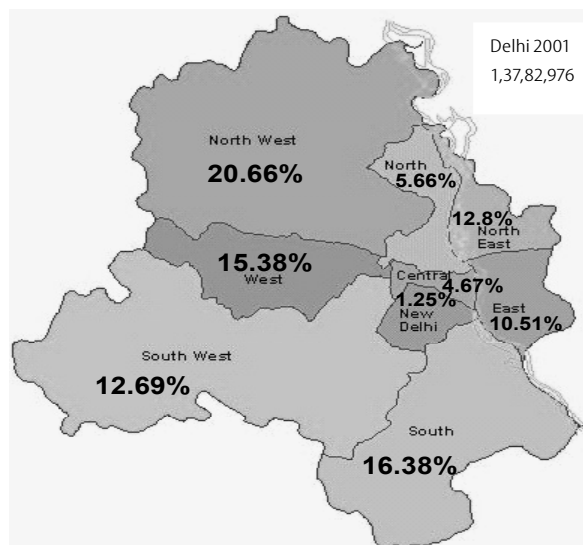 Delhi 2001
1,37,82,976
North West
20.66%
North
5.66%
12.8%
North
East
15.38%
West
Central
4.67%
1.25%
New
Delhi
East
10.51%
South West
12.69%
South
16.38%